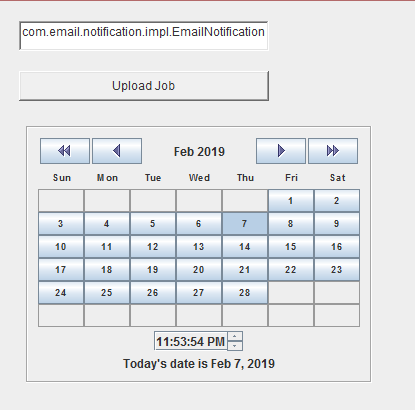 com.email.notification.impl.EmailNotification
Upload Job
Feb 2019
Sun Mon Tue Wed Thu Fri Sat
1 2
3 4 5 6 7 8 9
10 11 12 13 14 15 16
17 18 19 20 21 22 23
24 25 26 27 28
11:53:54 PM
Today's date is Feb 7, 2019